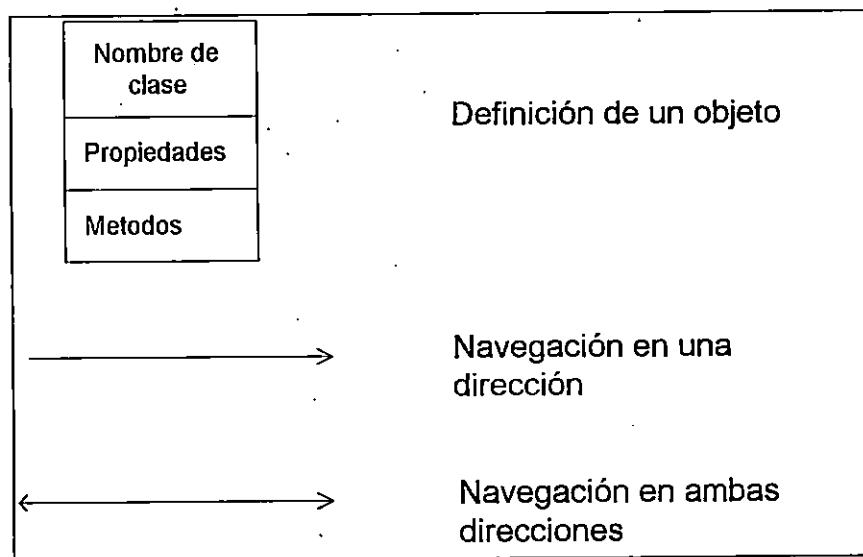 Nombre de
clase
Definición de un objeto
Propiedades
Metodos
Navegación en una
dirección
Navegación en ambas
direcciones